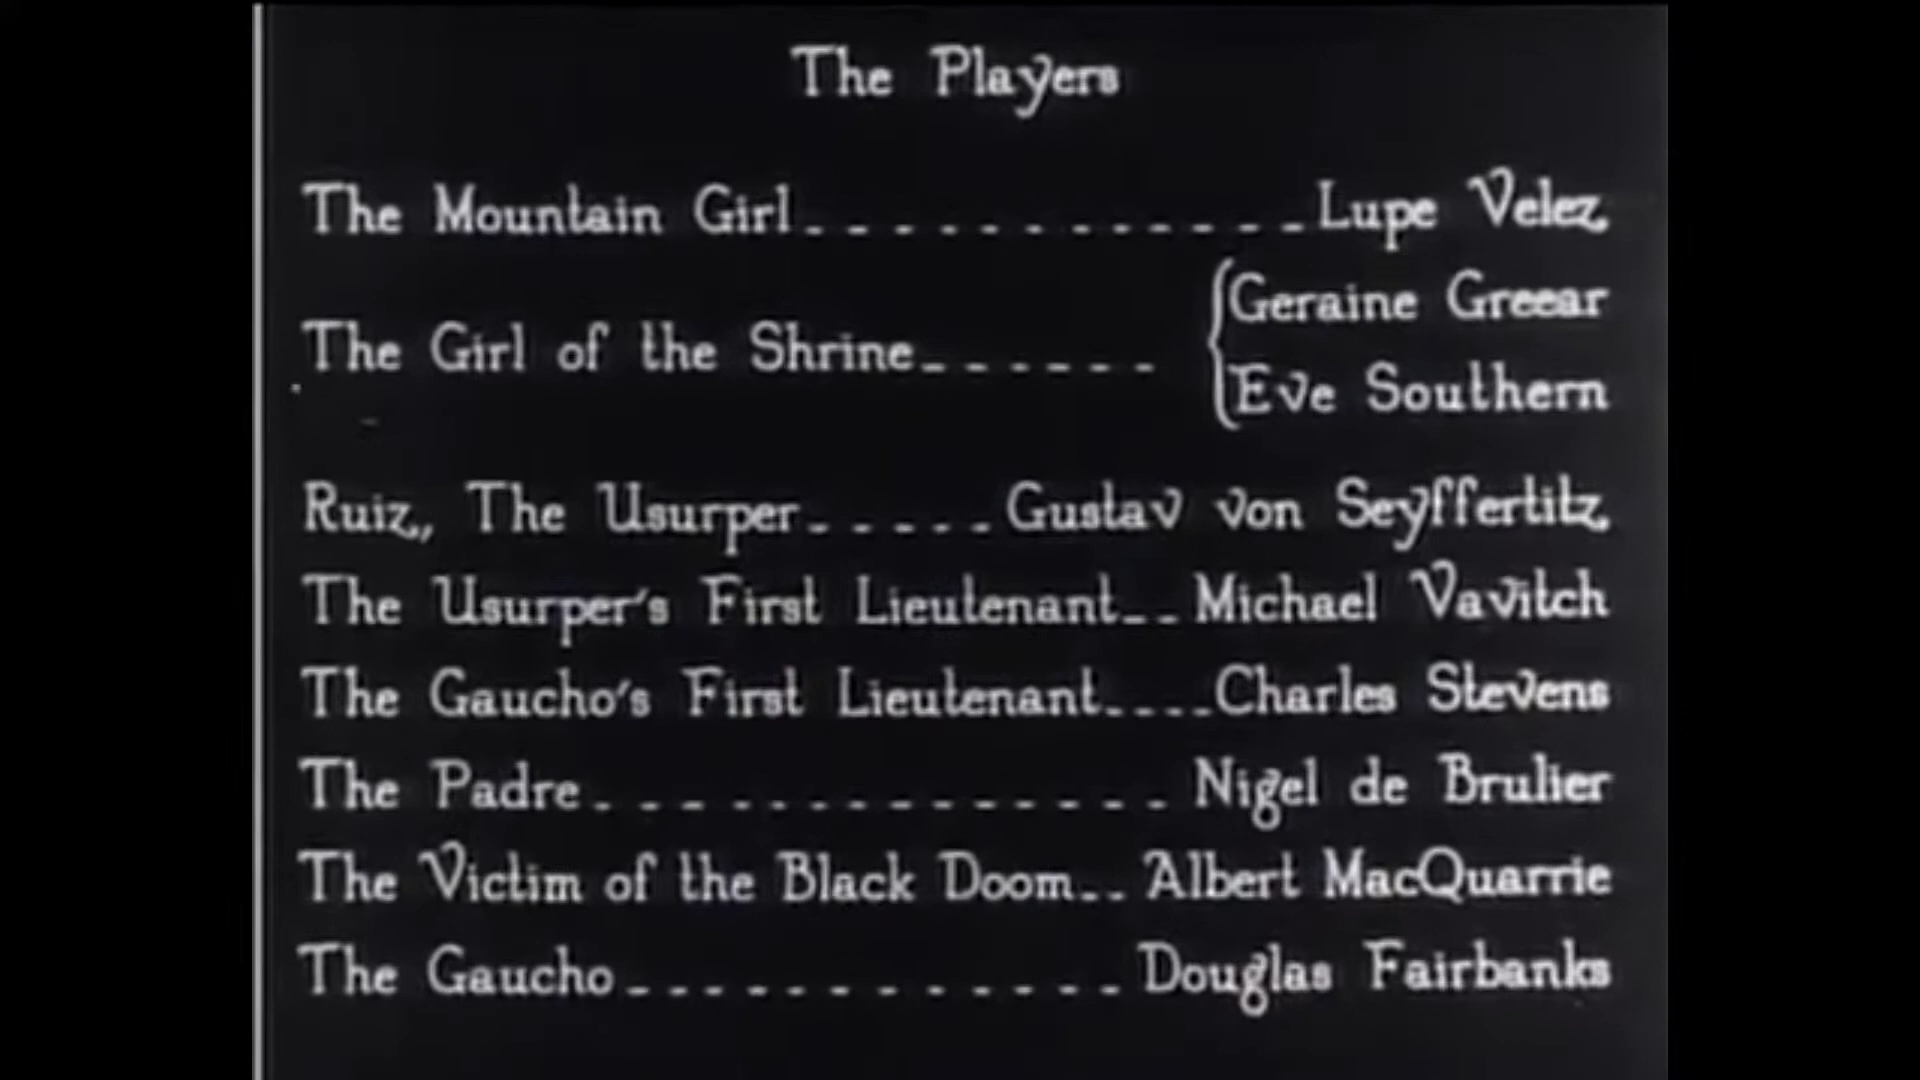 The Players
The Mountain Girl Lupe Velez
Geraine Greear
The Girl of the Shrine
Eve Southern
Ruiz, The Usurper Gustav von Seyffertitz
The Usurper's First Lieutenant Michael Vavitch
The Gaucho's First Lieutenant Charles Stevens
The Padre Nigel de Brulier
The Victim of the Black Doom Albert MacQuarrie
The Gaucho Douglas Fairbanks